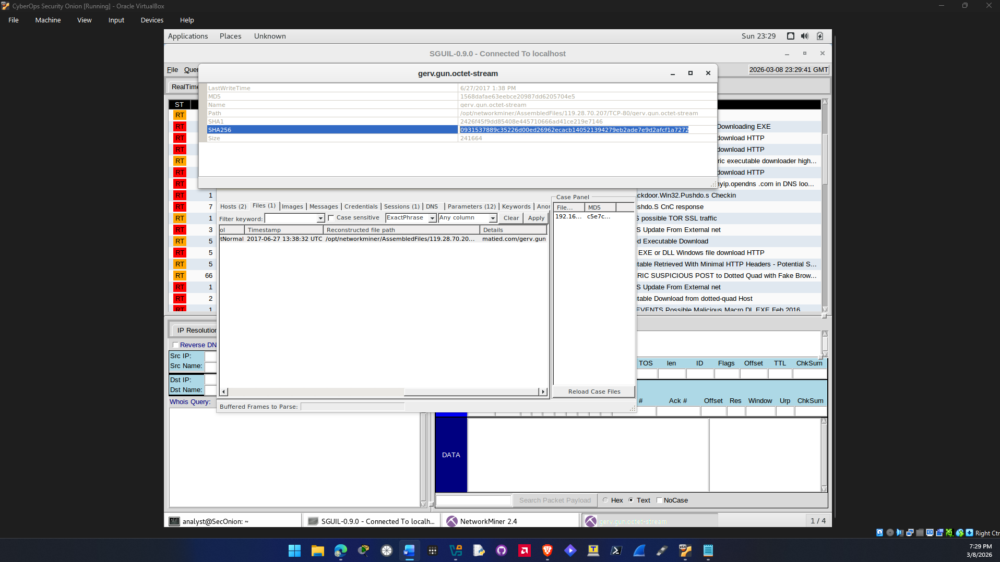 CyberOps Security Onion [Running] - Oracle VirtualBox
File Machine View Input Devices Help
Applications Places Unknown Sun 23:29
SGUIL-0.9.0 - Connected To localhost
File Quer 2026-03-08 23:29:41 GMT
gerv.gun.octet-stream
RealTime
LastWriteTime 6/27/2017 1:38 PM
MD5 1568dafae63eebce20987dd6205704e5
Name gerv.gun.octet-stream
Path /opt/networkminer/AssembledFiles/119.28.70.207/TCP-80/gerv.gun.octet-stream
SHA1 2426f45f9dd85408e445710666ad41ce219e7146
SHA256 0931537889c35226d00ed26962ecacb140521394279eb2ade7e9d2afcf1a7272
Size 241664
ST
RT
RT Downloading EXE
RT download HTTP
RT download HTTP
RT ric executable downloader high...
RT download HTTP
RT myip.opendns .com in DNS loo...
RT 1 ckdoor.Win32.Pushdo.s Checkin
RT 7 shdo.S CnC response
RT 1 S possible TOR SSL traffic
RT 3 S Update From External net
RT 5 d Executable Download
RT 5 EXE or DLL Windows file download HTTP
RT 5 table Retrieved With Minimal HTTP Headers - Potential S...
RT 66 RIC SUSPICIOUS POST to Dotted Quad with Fake Brow...
RT 1 S Update From External net
RT 2 table Download from dotted-quad Host
RT 1 EVENTS Possible Malicious Macro DL EXE Feb 2016
Hosts (2) Files (1) Images Messages Credentials Sessions (1) DNS Parameters (12) Keywords Anor
Filter keyword: Case sensitive ExactPhrase Any column Clear Apply
ol Timestamp Reconstructed file path Details
tNormal 2017-06-27 13:38:32 UTC /opt/networkminer/AssembledFiles/119.28.70.20... matied.com/gerv.gun
Case Panel
File... MD5
192.16... c5e7c...
Reload Case Files
Buffered Frames to Parse:
IP Resolution
Reverse DN
Src IP:
Src Name:
Dst IP:
Dst Name:
Whois Query:
TOS len ID Flags Offset TTL ChkSum
# Ack # Offset Res Window Urp ChkSum
DATA
Search Packet Payload Hex Text NoCase
analyst@SecOnion: ~ SGUIL-0.9.0 - Connected To localh... NetworkMiner 2.4 gerv.gun.octet-stream 1 / 4
Right Ctr
7:29 PM
3/8/2026